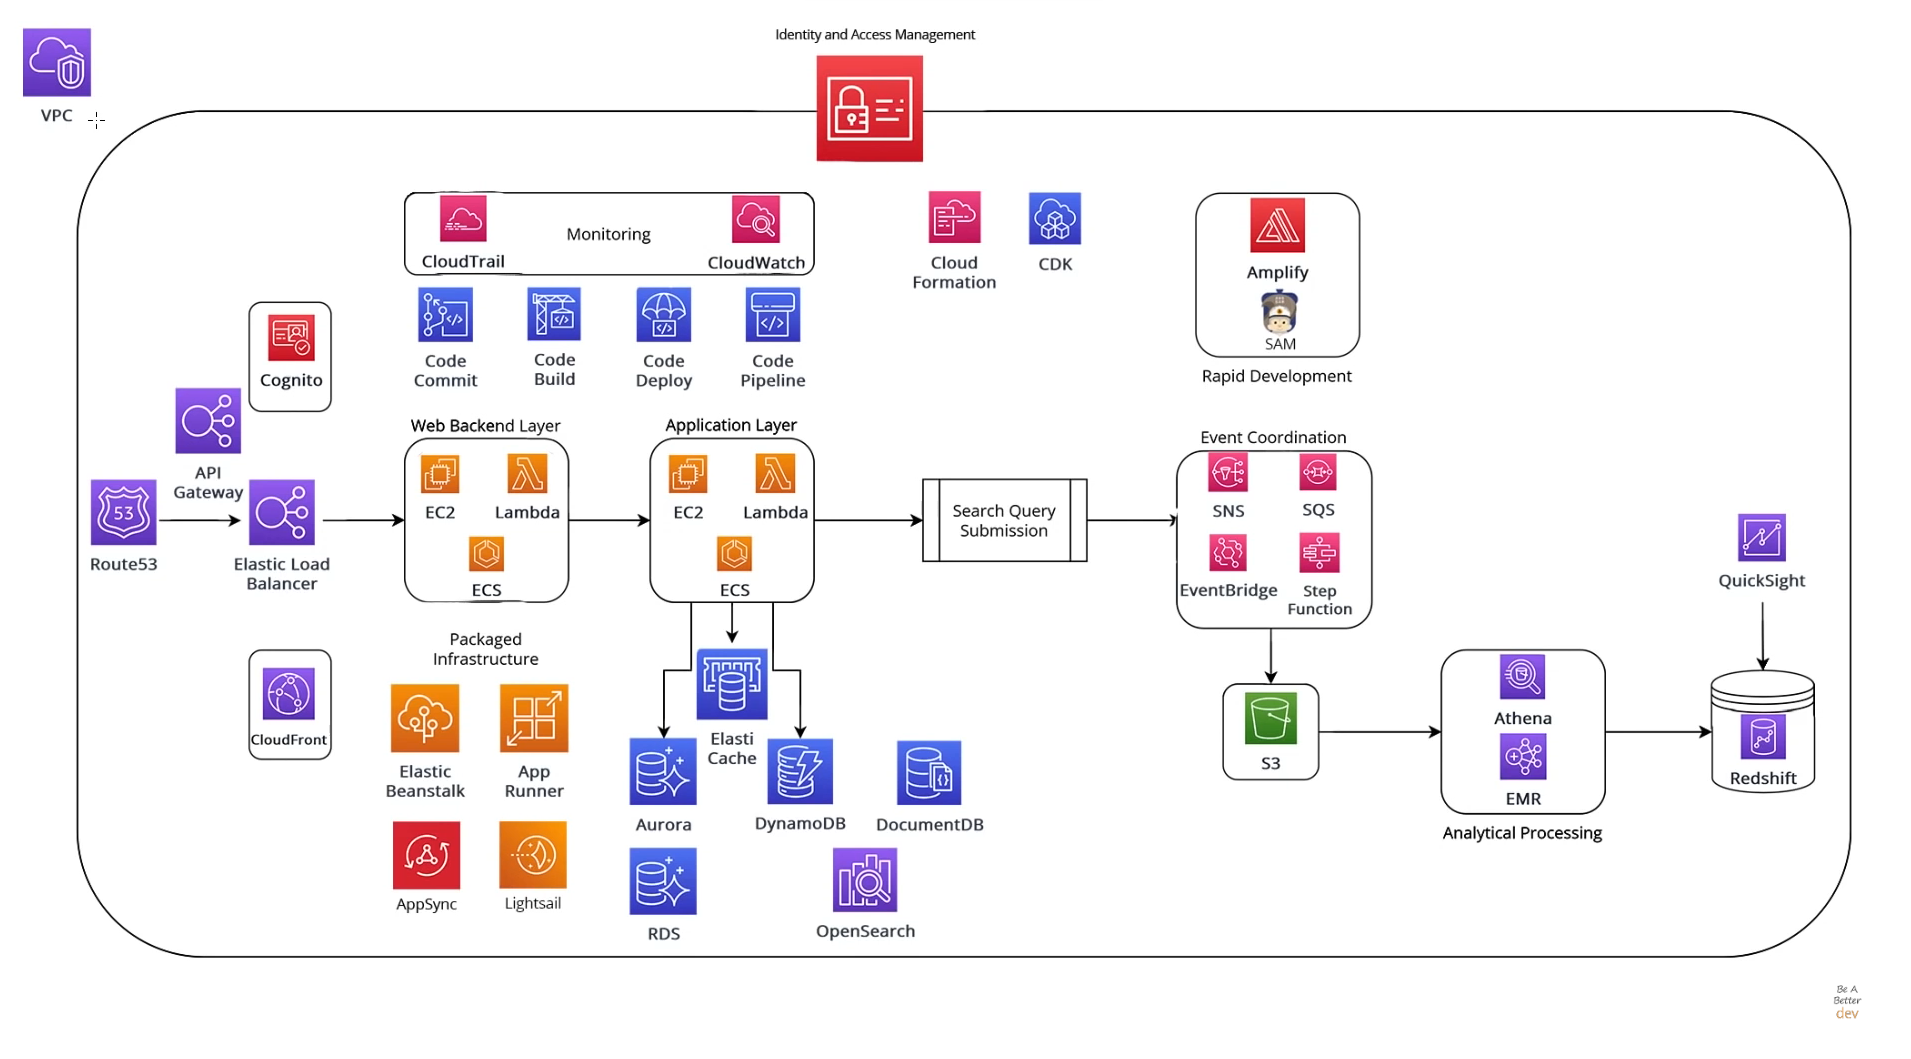 Identity and Access Management
VPC
CloudTrail
Monitoring
CloudWatch
Cloud
Formation
CDK
Amplify
SAM
Rapid Development
Code
Commit
Code
Build
Code
Deploy
Code
Pipeline
Cognito
API
Gateway
53
Route53
Elastic Load
Balancer
Web Backend Layer
EC2
Lambda
ECS
Application Layer
EC2
Lambda
ECS
Search Query
Submission
Event Coordination
SNS
SQS
EventBridge
Step
Function
QuickSight
CloudFront
Packaged
Infrastructure
Elastic
Beanstalk
App
Runner
AppSync
Lightsail
Elasti
Cache
Aurora
DynamoDB
DocumentDB
RDS
OpenSearch
S3
Athena
EMR
Analytical Processing
Redshift
Be A
Better
dev